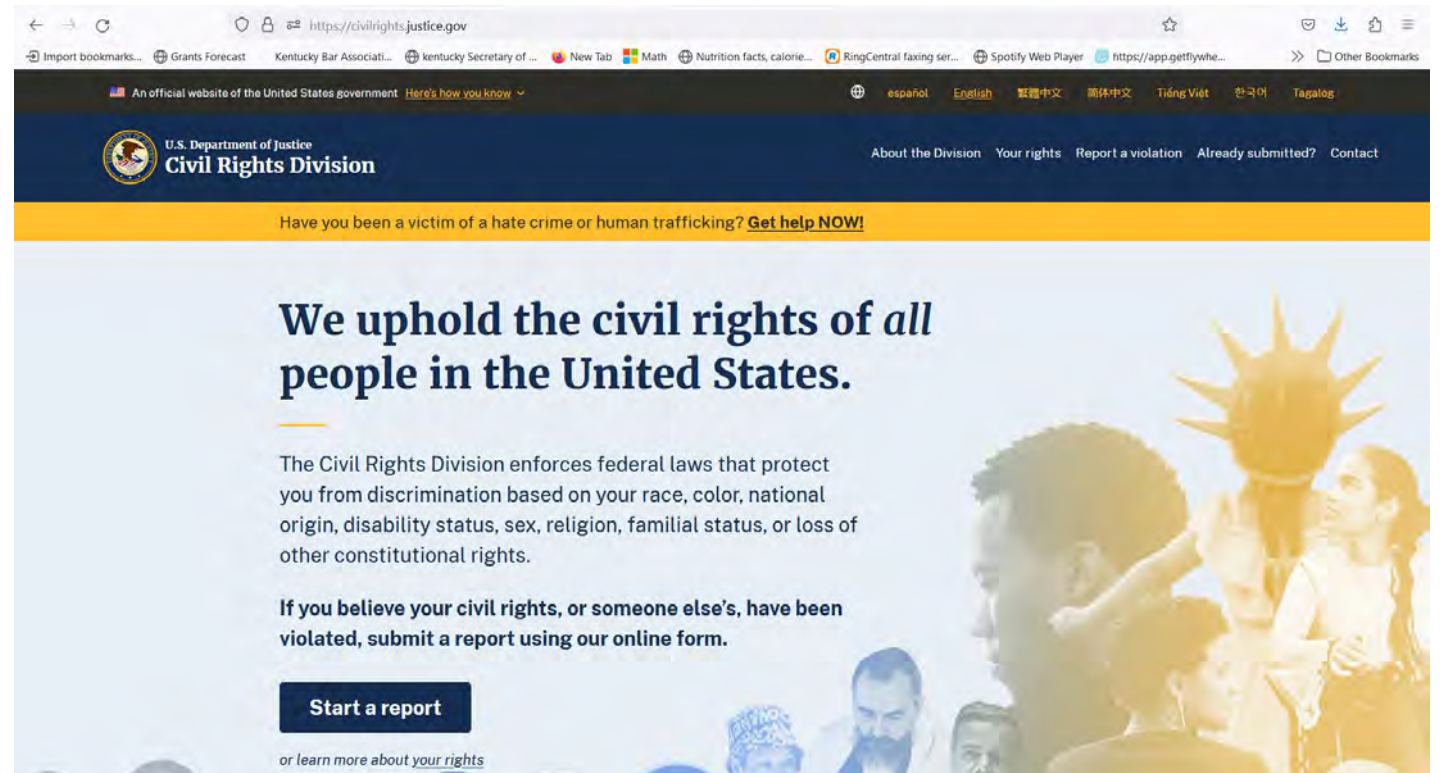 https://civilrights.justice.gov
Import bookmarks... Grants Forecast Kentucky Bar Associati... kentucky Secretary of ... New Tab Math Nutrition facts, calorie... RingCentral faxing ser... Spotify Web Player https://app.getflywhe... Other Bookmarks
An official website of the United States government Here's how you know español English 繁體中文 简体中文 Tiếng Việt 한국어 Tagalog
U.S. Department of Justice
Civil Rights Division
About the Division Your rights Report a violation Already submitted? Contact
Have you been a victim of a hate crime or human trafficking? Get help NOW!
We uphold the civil rights of all
people in the United States.
The Civil Rights Division enforces federal laws that protect
you from discrimination based on your race, color, national
origin, disability status, sex, religion, familial status, or loss of
other constitutional rights.
If you believe your civil rights, or someone else's, have been
violated, submit a report using our online form.
Start a report
or learn more about your rights